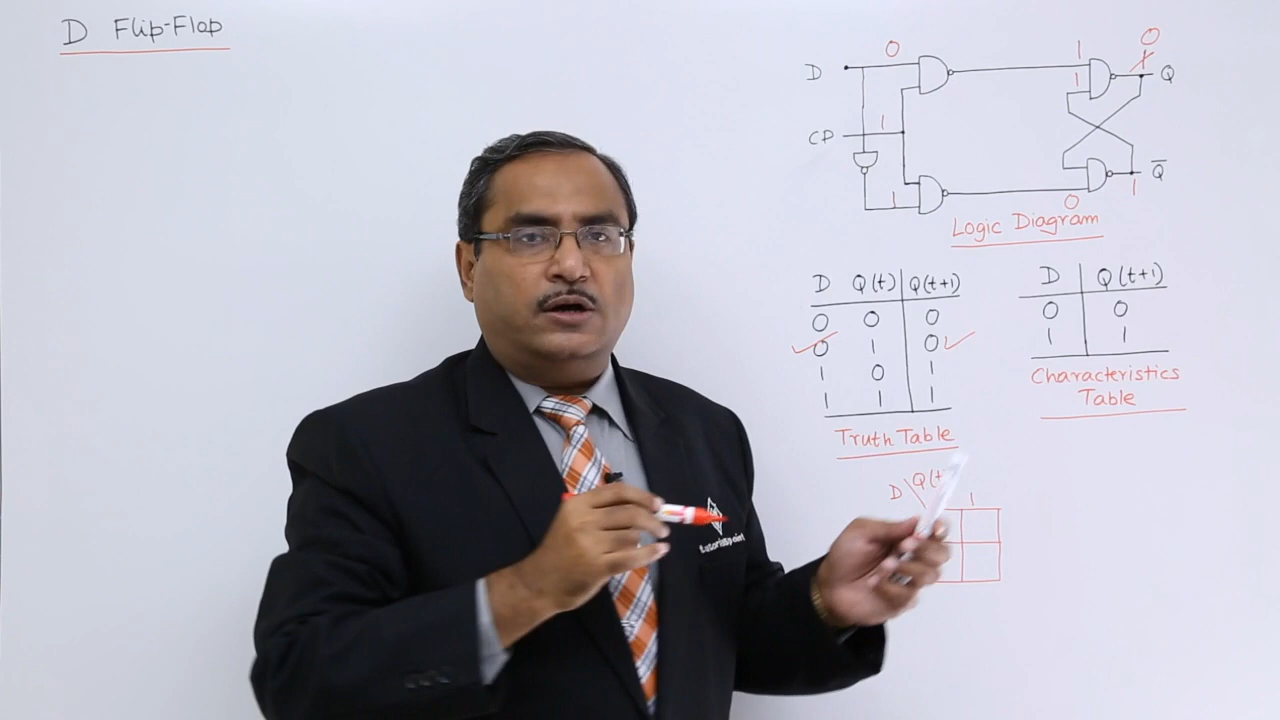 D Flip-Flop
D 0 1 1 0 Q
CP 1
1 0 1 Q̅
Logic Diagram
D Q(t) Q(t+1)
0 0 0
0 1 0
1 0 1
1 1 1
Truth Table
D Q(t+1)
0 0
1 1
Characteristics
Table
D Q(t
1
tutorialspoint